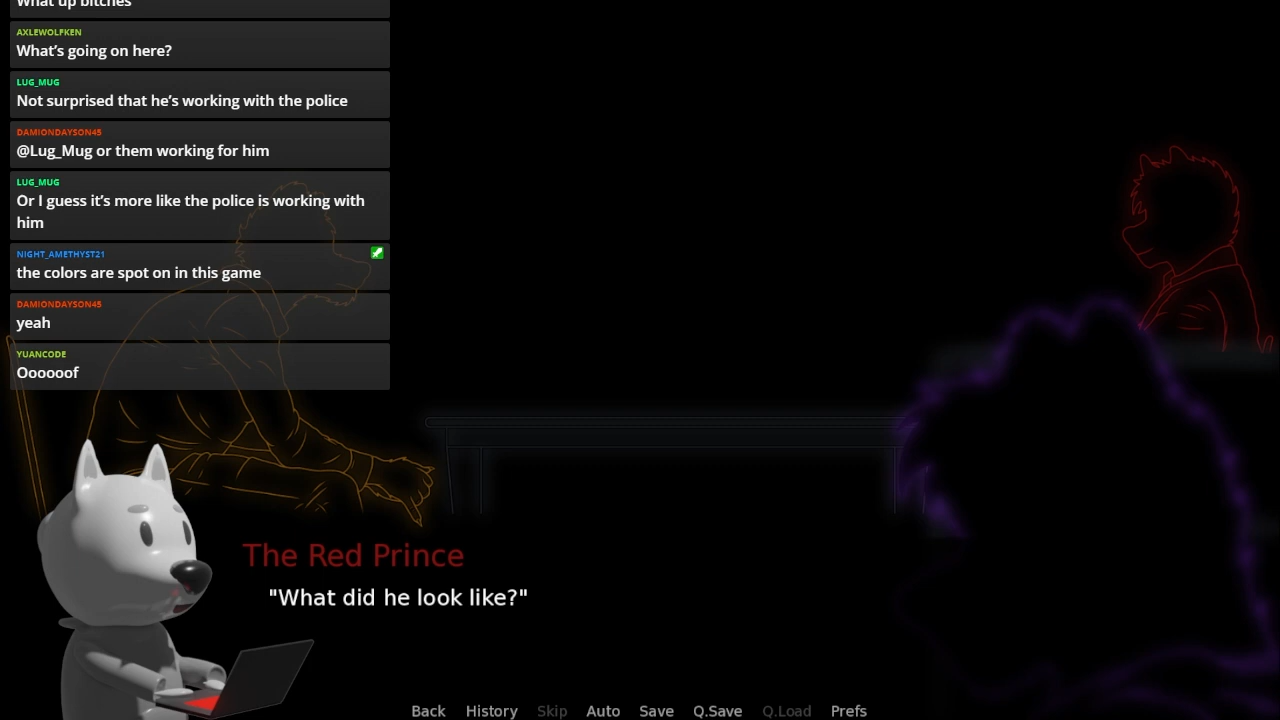 What up bitches
AXLEWOLFKEN
What's going on here?
LUG_MUG
Not surprised that he's working with the police
DAMIONDAYSON45
@Lug_Mug or them working for him
LUG_MUG
Or I guess it's more like the police is working with
him
NIGHT_AMETHYST21
the colors are spot on in this game
DAMIONDAYSON45
yeah
YUANCODE
Oooooof
The Red Prince
"What did he look like?"
Back History Skip Auto Save Q.Save Q.Load Prefs